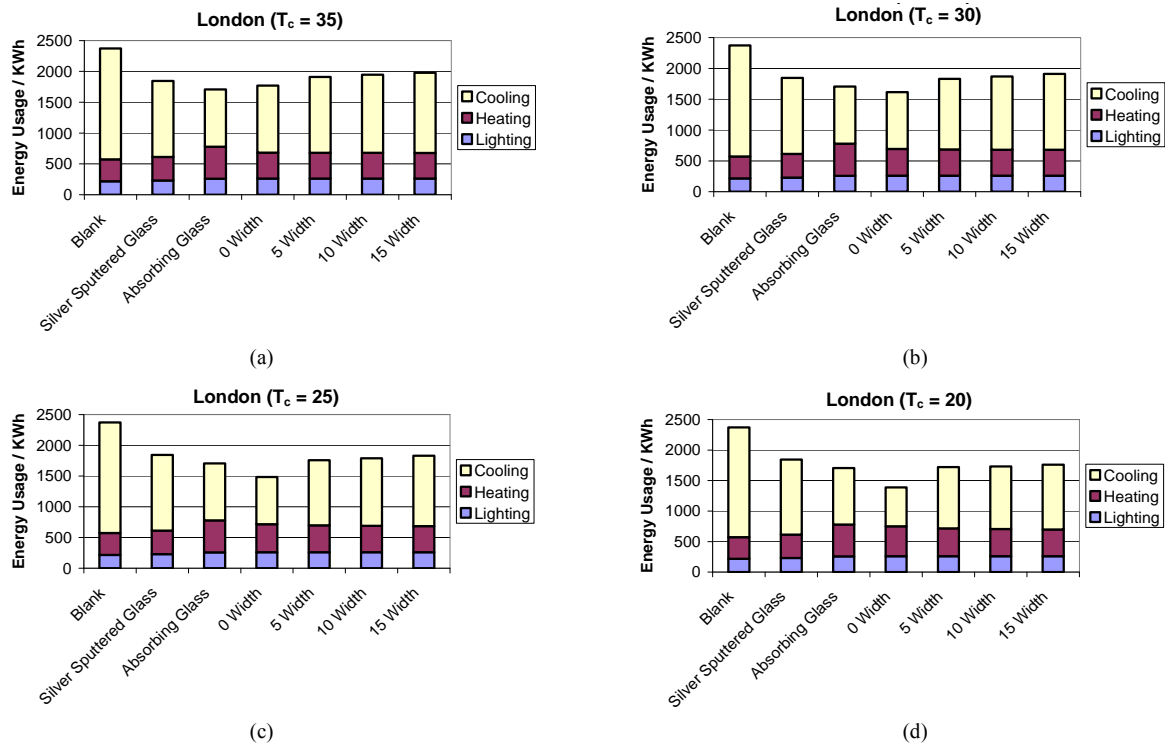 London (Tc = 35)
Energy Usage / KWh
2500
2000
1500
1000
500
0
Blank
Silver Sputtered Glass
Absorbing Glass
0 Width
5 Width
10 Width
15 Width
Cooling
Heating
Lighting
(a)
London (Tc = 30)
Energy Usage / KWh
2500
2000
1500
1000
500
0
Blank
Silver Sputtered Glass
Absorbing Glass
0 Width
5 Width
10 Width
15 Width
Cooling
Heating
Lighting
(b)
London (Tc = 25)
Energy Usage / KWh
2500
2000
1500
1000
500
0
Blank
Silver Sputtered Glass
Absorbing Glass
0 Width
5 Width
10 Width
15 Width
Cooling
Heating
Lighting
(c)
London (Tc = 20)
Energy Usage / KWh
2500
2000
1500
1000
500
0
Blank
Silver Sputtered Glass
Absorbing Glass
0 Width
5 Width
10 Width
15 Width
Cooling
Heating
Lighting
(d)